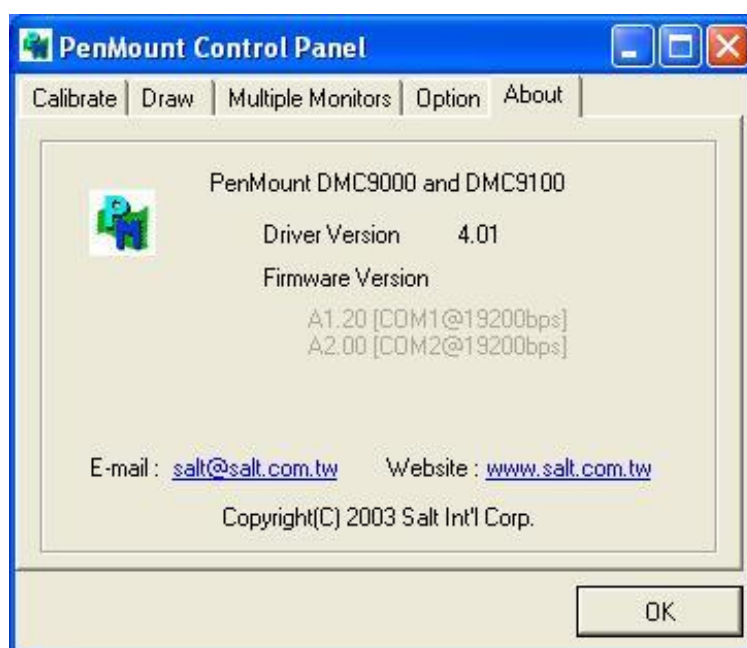 PenMount Control Panel
Calibrate Draw Multiple Monitors Option About
PenMount DMC9000 and DMC9100
Driver Version 4.01
Firmware Version
A1.20 [COM1@19200bps]
A2.00 [COM2@19200bps]
E-mail : salt@salt.com.tw Website : www.salt.com.tw
Copyright(C) 2003 Salt Int'l Corp.
OK